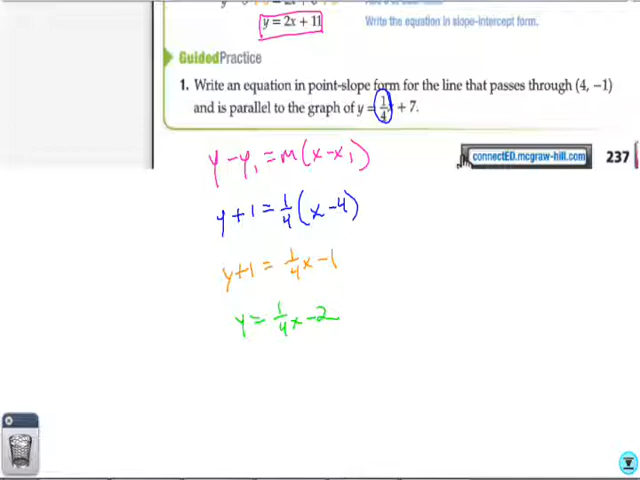 y = 2x + 11
Write the equation in slope-intercept form.
GuidedPractice
1. Write an equation in point-slope form for the line that passes through (4, −1)
and is parallel to the graph of y = 1/4x + 7.
connectED.mcgraw-hill.com 237
y - y₁ = m(x - x₁)
y + 1 = 1/4(x - 4)
y + 1 = 1/4x - 1
y = 1/4x - 2